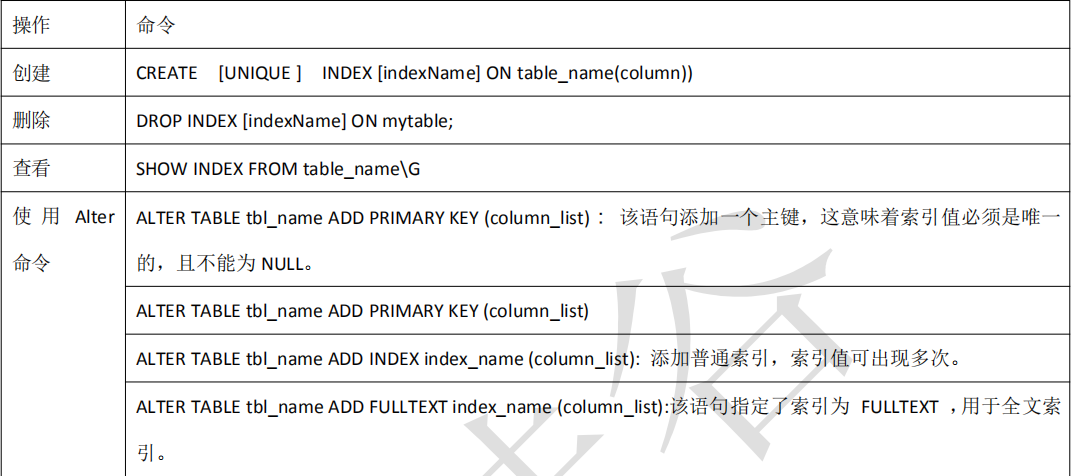 操作 命令
创建 CREATE [UNIQUE ] INDEX [indexName] ON table_name(column))
删除 DROP INDEX [indexName] ON mytable;
查看 SHOW INDEX FROM table_name\G
使用 Alter 命令
ALTER TABLE tbl_name ADD PRIMARY KEY (column_list) : 该语句添加一个主键，这意味着索引值必须是唯一
的，且不能为 NULL。
ALTER TABLE tbl_name ADD PRIMARY KEY (column_list)
ALTER TABLE tbl_name ADD INDEX index_name (column_list): 添加普通索引，索引值可出现多次。
ALTER TABLE tbl_name ADD FULLTEXT index_name (column_list):该语句指定了索引为 FULLTEXT ，用于全文索
引。